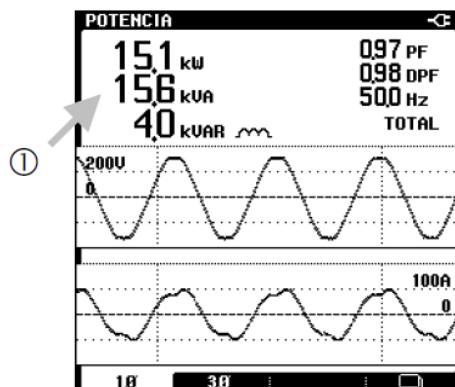 POTENCIA
15,1 kW
15,6 kVA
4,0 kVAR
0,97 PF
0,98 DPF
50,0 Hz
TOTAL
①
200V
0
100A
0
1Ø
3Ø